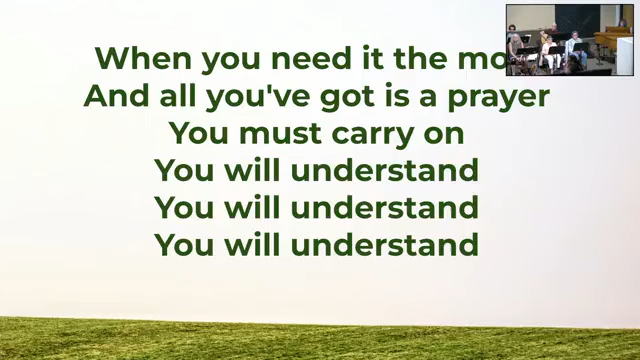 When you need it the
And all you've got is a prayer
You must carry on
You will understand
You will understand
You will understand